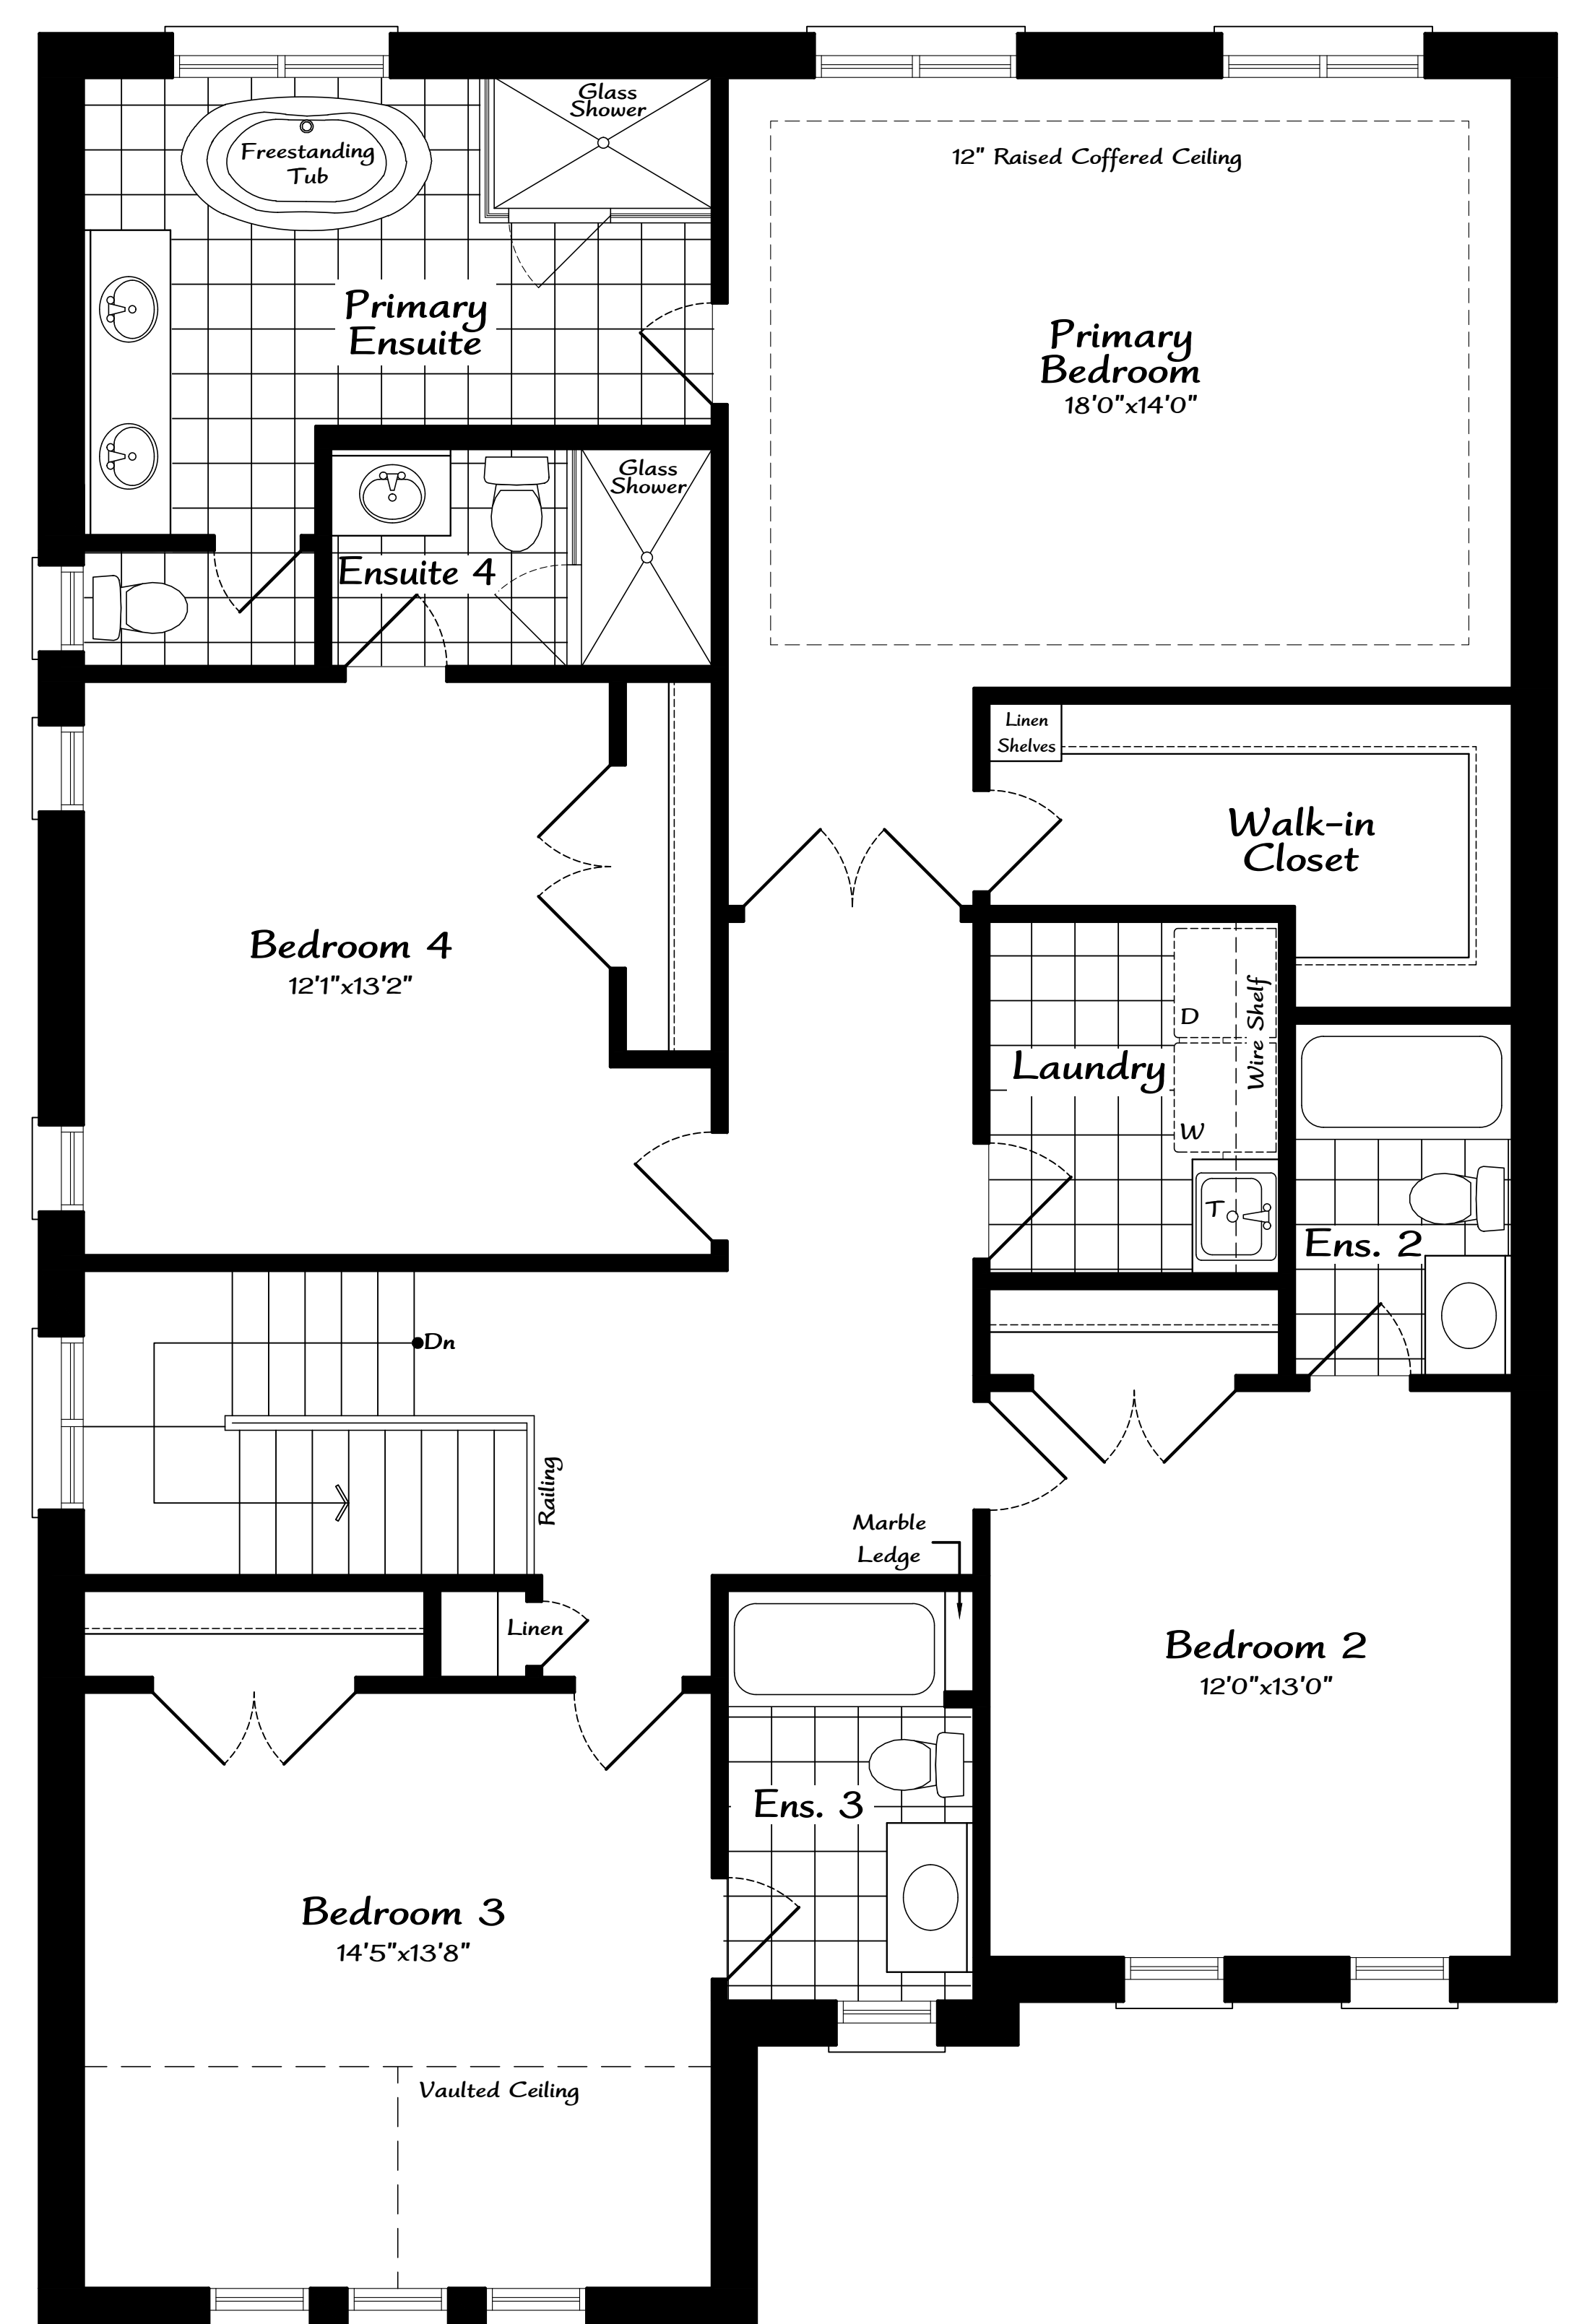 Glass
Shower
Freestanding
Tub
12" Raised Coffered Ceiling
Primary
Ensuite
Primary
Bedroom
18'0"x14'0"
Glass
Shower
Ensuite 4
Linen
Shelves
Walk-in
Closet
Bedroom 4
12'1"x13'2"
D
Wire Shelf
Laundry
W
T
Ens. 2
Dn
Railing
Marble
Ledge
Linen
Bedroom 2
12'0"x13'0"
Ens. 3
Bedroom 3
14'5"x13'8"
Vaulted Ceiling